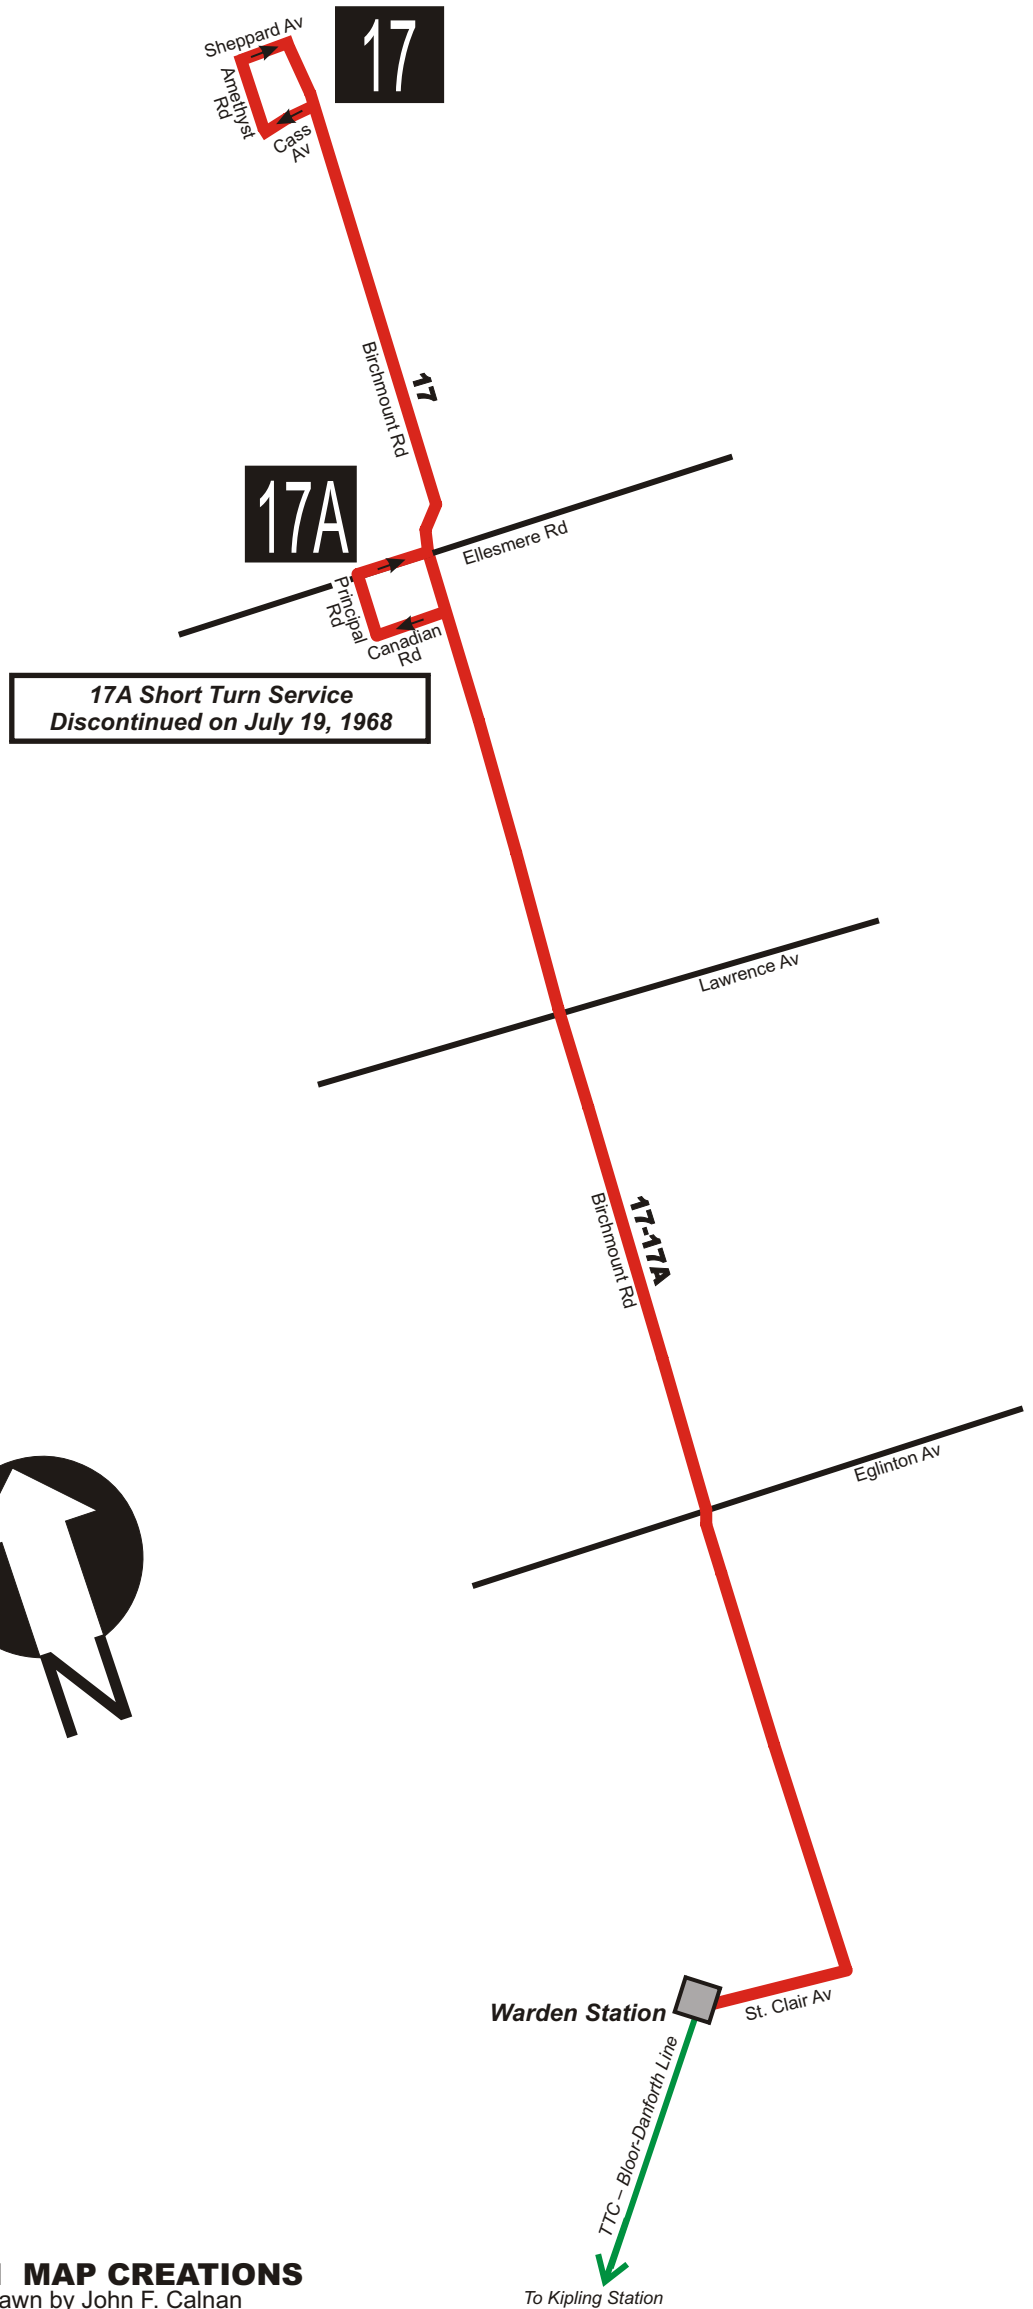 Sheppard Av
17
Amethyst
Rd
Cass
Av
Birchmount Rd
17
17A
Ellesmere Rd
Principal
Rd
Canadian
Rd
17A Short Turn Service
Discontinued on July 19, 1968
Lawrence Av
Birchmount Rd
17-17A
Eglinton Av
N
Warden Station
St. Clair Av
TTC – Bloor-Danforth Line
MAP CREATIONS
by John F. Calnan
To Kipling Station